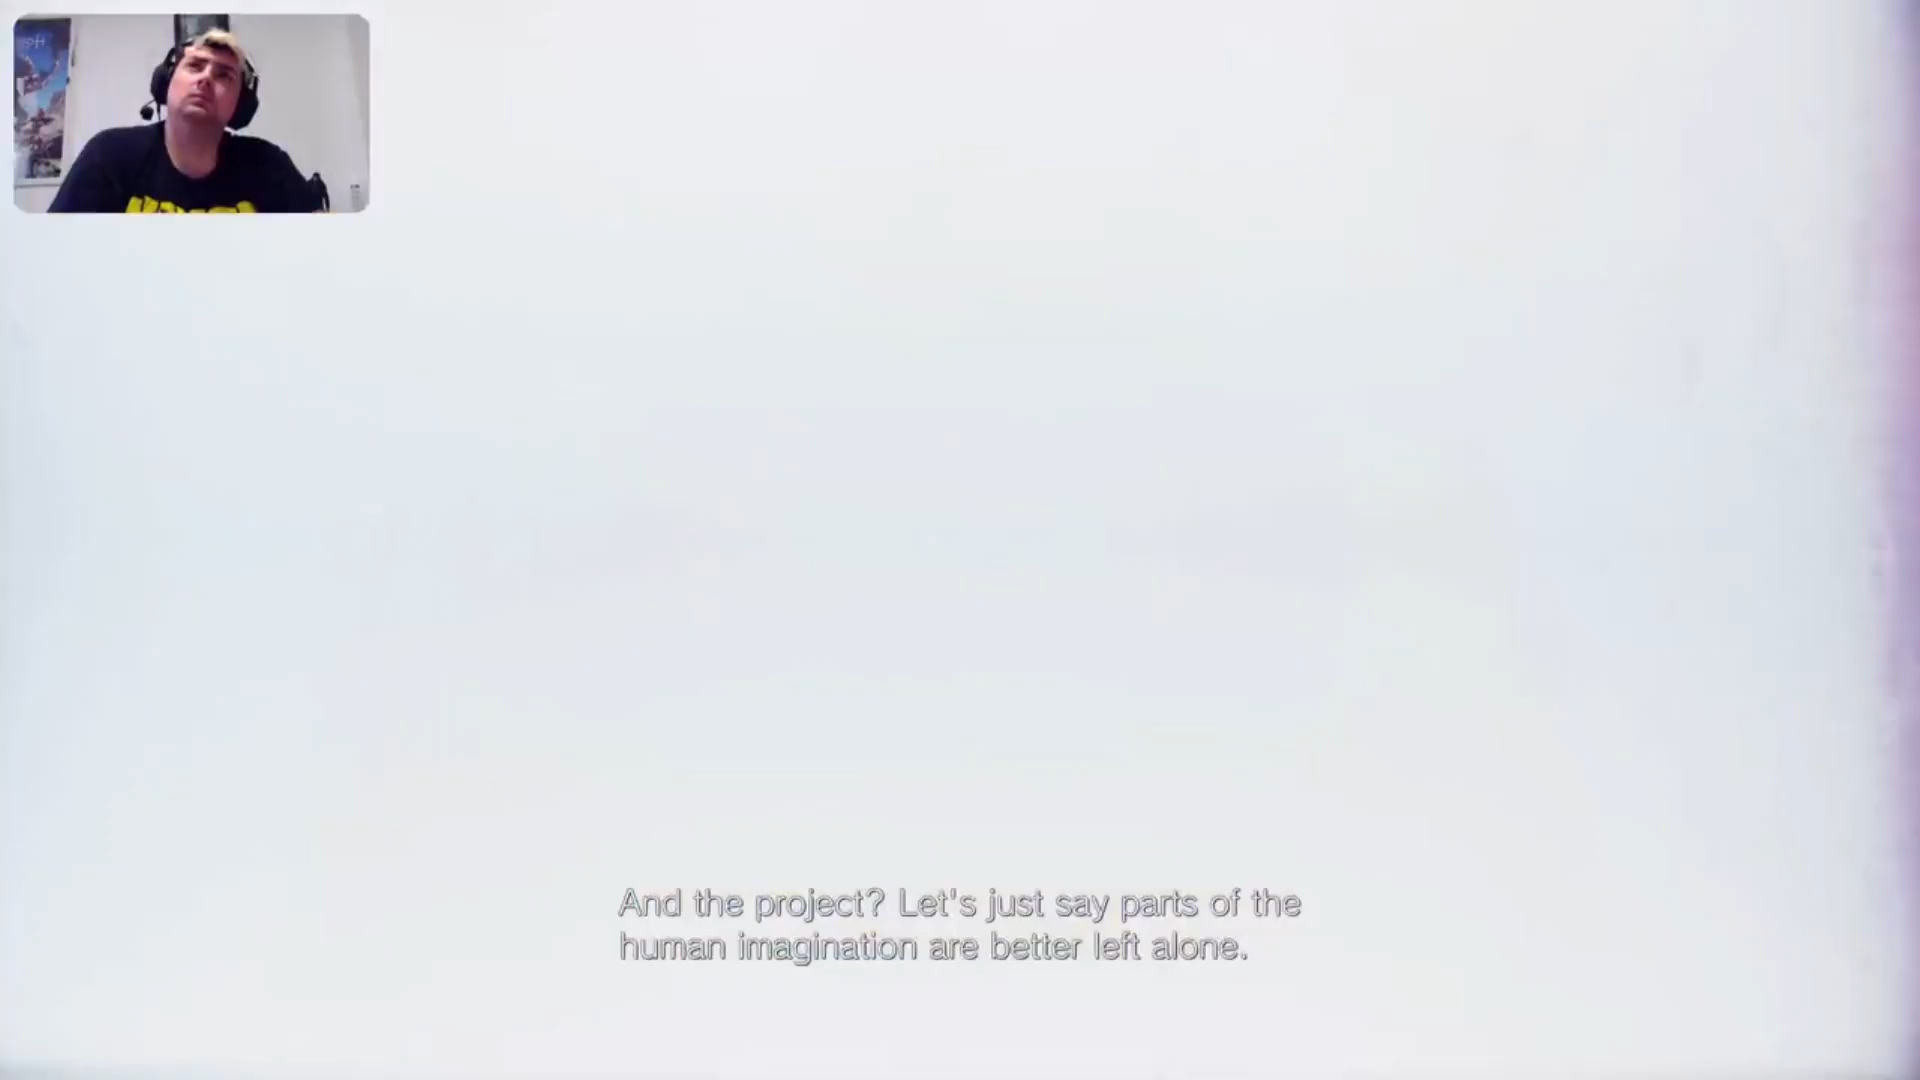 And the project? Let's just say parts of the
human imagination are better left alone.